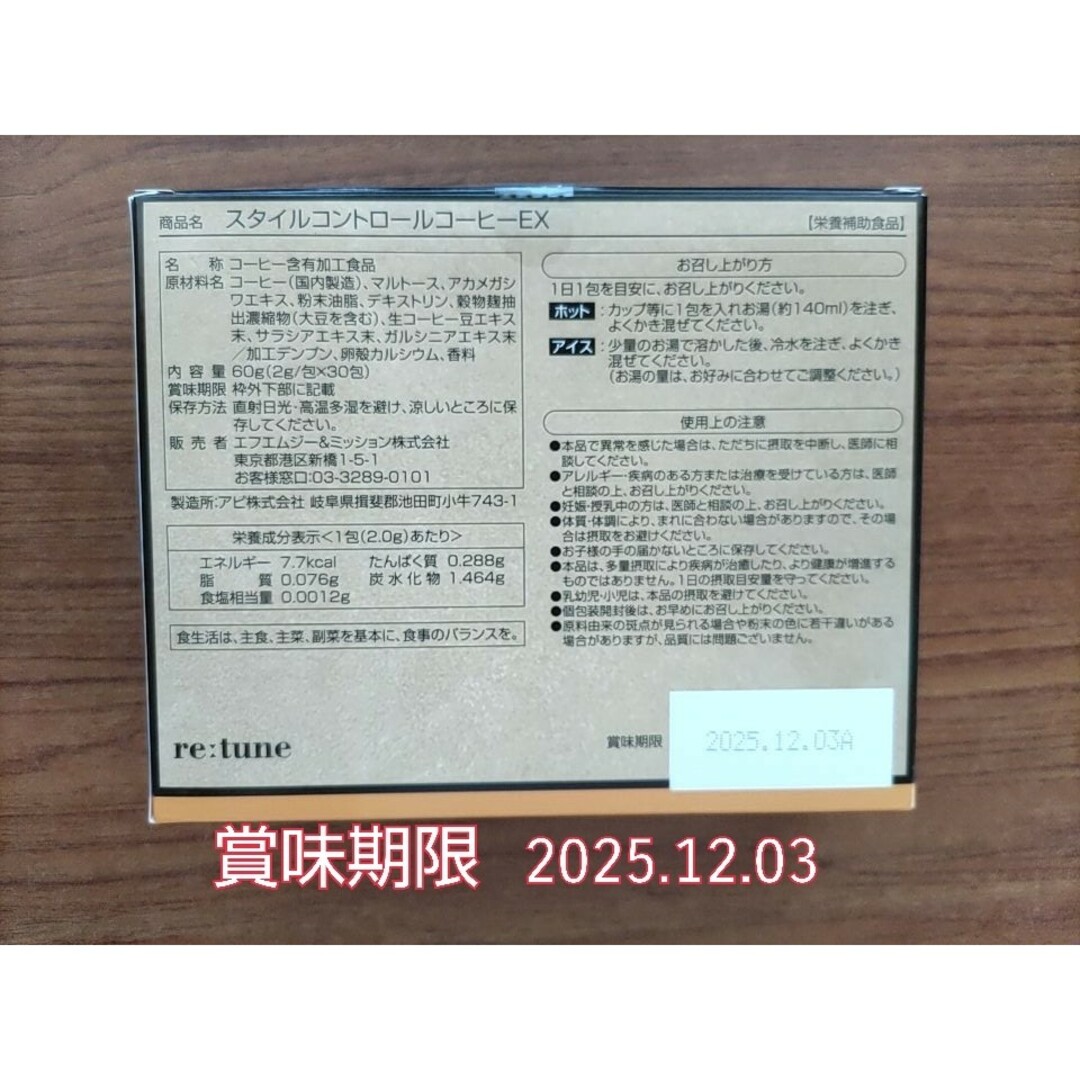 商品名 スタイルコントロールコーヒーEX 【栄養補助食品】
名 称 コーヒー含有加工食品
原材料名 コーヒー(国内製造)、マルトース、アカメガシ
ワエキス、粉末油脂、デキストリン、穀物麹抽
出濃縮物(大豆を含む)、生コーヒー豆エキス
末、サラシアエキス末、ガルシニアエキス末
/加工デンプン、卵殻カルシウム、香料
内 容 量 60g(2g/包×30包)
賞味期限 枠外下部に記載
保存方法 直射日光・高温多湿を避け、涼しいところに保
存してください。
販 売 者 エフエムジー&ミッション株式会社
東京都港区新橋1-5-1
お客様窓口:03-3289-0101
製造所:アピ株式会社 岐阜県揖斐郡池田町小牛743-1
栄養成分表示<1包(2.0g)あたり>
エネルギー 7.7kcal たんぱく質 0.288g
脂 質 0.076g 炭水化物 1.464g
食塩相当量 0.0012g
食生活は、主食、主菜、副菜を基本に、食事のバランスを。
re:tune
お召し上がり方
1日1包を目安に、お召し上がりください。
ホット:カップ等に1包を入れお湯(約140ml)を注ぎ、
よくかき混ぜてください。
アイス:少量のお湯で溶かした後、冷水を注ぎ、よくかき
混ぜてください。
(お湯の量は、お好みに合わせてご調整ください。)
使用上の注意
●本品で異常を感じた場合は、ただちに摂取を中断し、医師に相
談してください。
●アレルギー・疾病のある方または治療を受けている方は、医師
と相談の上、お召し上がりください。
●妊娠・授乳中の方は、医師と相談の上、お召し上がりください。
●体質・体調により、まれに合わない場合がありますので、その場
合は摂取をお避けください。
●お子様の手の届かないところに保存してください。
●本品は、多量摂取により疾病が治癒したり、より健康が増進する
ものではありません。1日の摂取目安量を守ってください。
●乳幼児・小児は、本品の摂取を避けてください。
●個包装開封後は、お早めにお召し上がりください。
●原料由来の斑点が見られる場合や粉末の色に若干違いがある
場合がありますが、品質には問題ございません。
賞味期限 2025.12.03A
賞味期限 2025.12.03